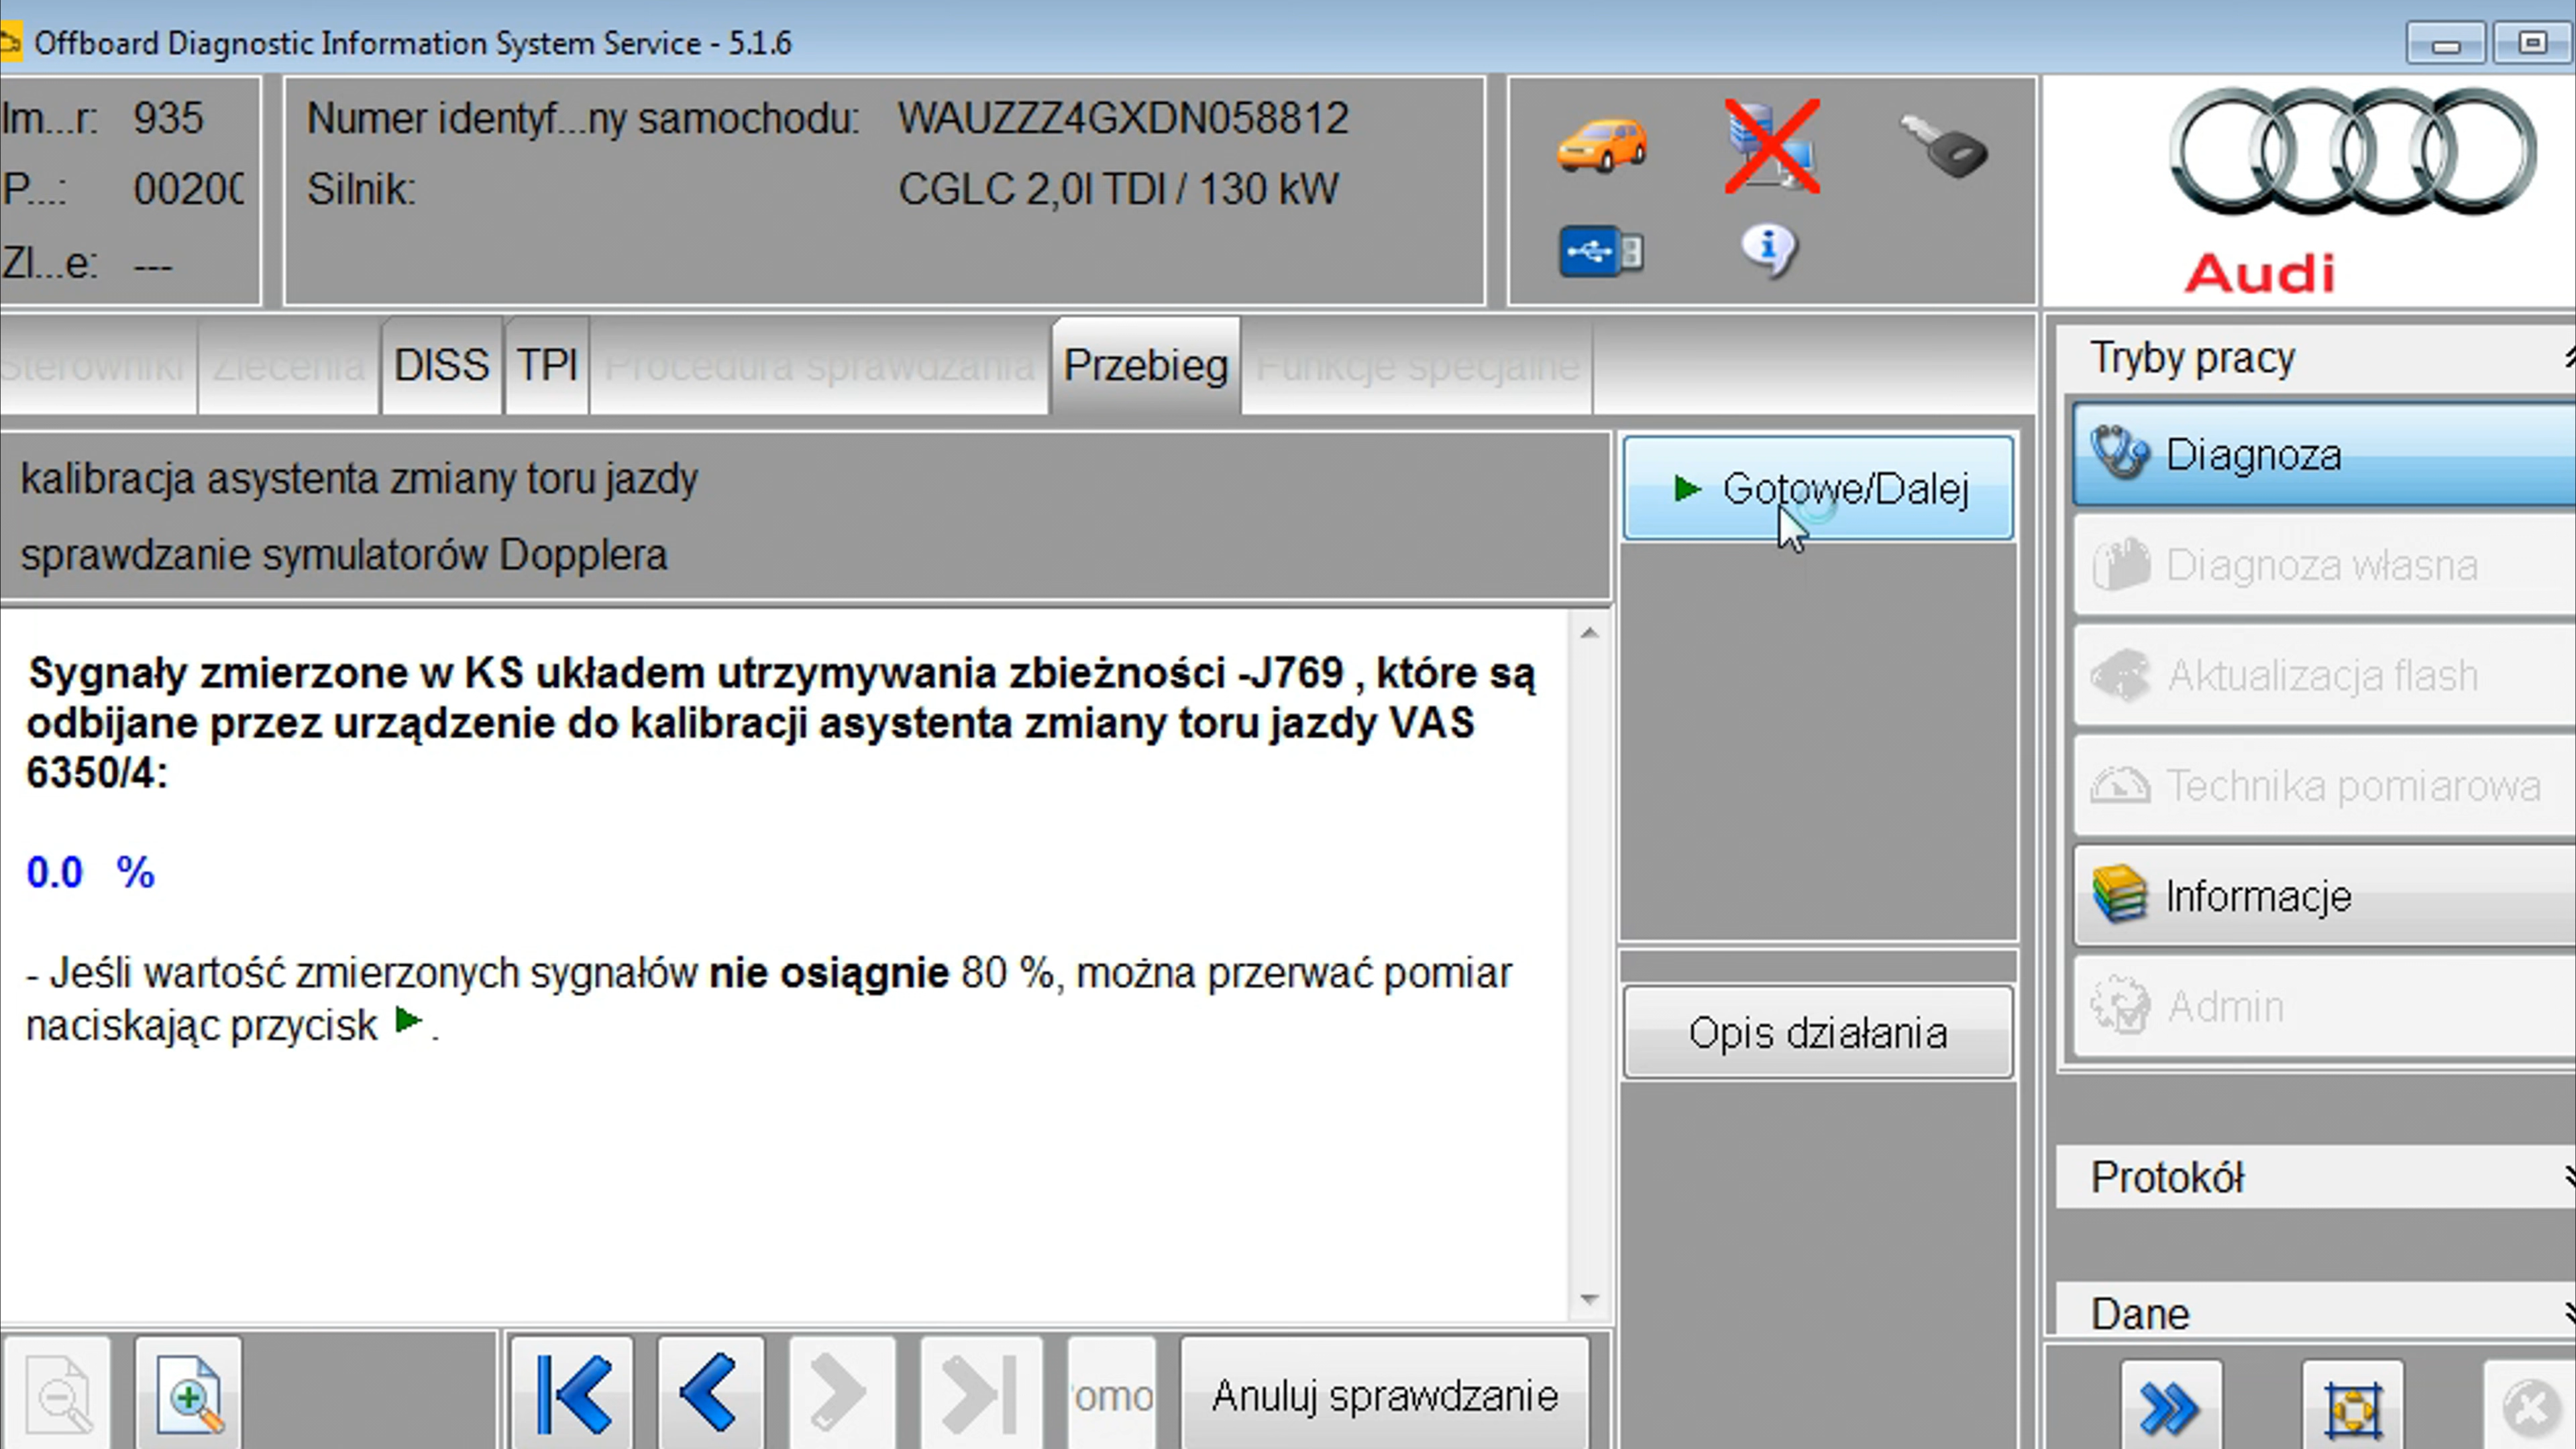 Offboard Diagnostic Information System Service - 5.1.6
Im...r: 935
P...: 0020
Zl...e: ---
Numer identyf...ny samochodu: WAUZZZ4GXDN058812
Silnik: CGLC 2,0l TDI / 130 kW
Audi
Sterowniki Zlecenia DISS TPI Procedura sprawdzania Przebieg Funkcje specjalne
kalibracja asystenta zmiany toru jazdy
sprawdzanie symulatorów Dopplera
Sygnały zmierzone w KS układem utrzymywania zbieżności -J769 , które są
odbijane przez urządzenie do kalibracji asystenta zmiany toru jazdy VAS
6350/4:
0.0 %
- Jeśli wartość zmierzonych sygnałów nie osiągnie 80 %, można przerwać pomiar
naciskając przycisk .
Gotowe/Dalej
Opis działania
Anuluj sprawdzanie
Tryby pracy
Diagnoza
Diagnoza własna
Aktualizacja flash
Technika pomiarowa
Informacje
Admin
Protokół
Dane